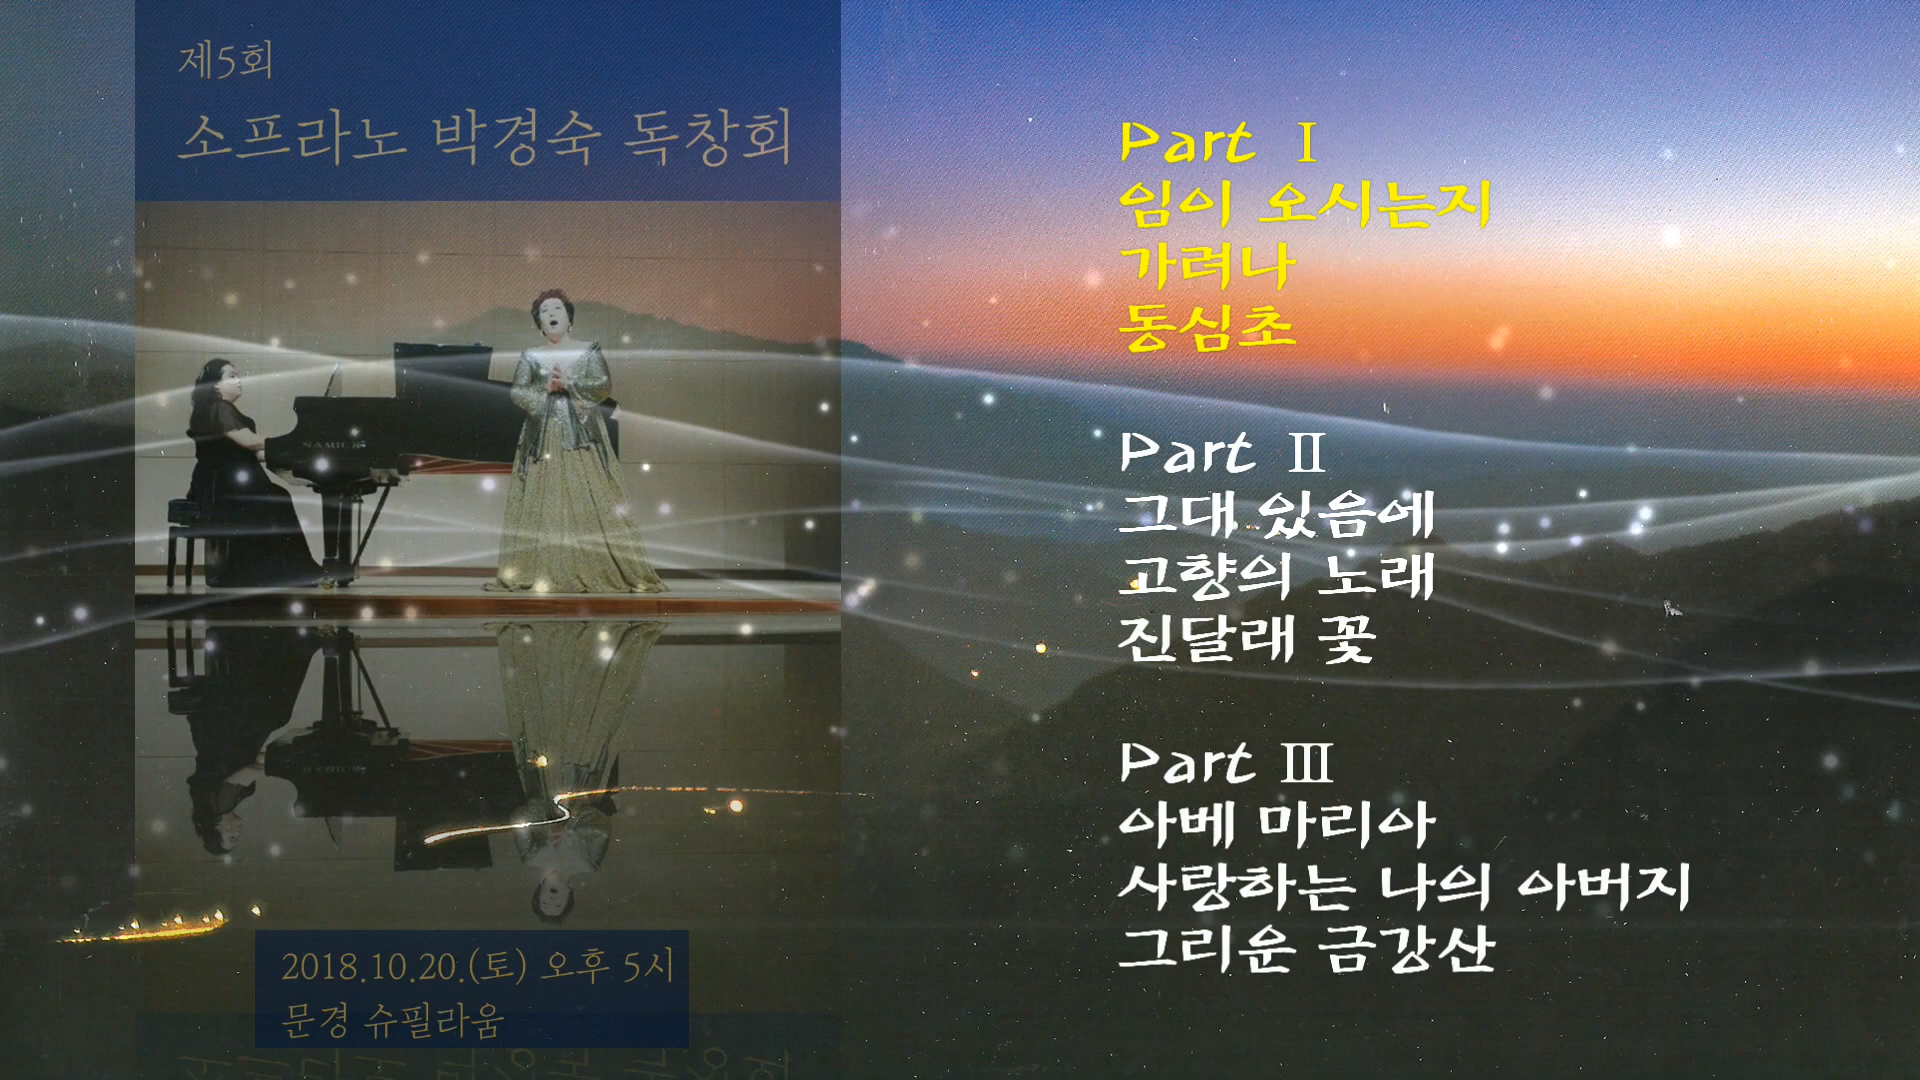 제5회
소프라노 박경숙 독창회
SAMICK
2018.10.20.(토) 오후 5시
문경 슈필라움
Part Ⅰ
임이 오시는지
가려나
동심초
Part Ⅱ
그대 있음에
고향의 노래
진달래 꽃
Part Ⅲ
아베 마리아
사랑하는 나의 아버지
그리운 금강산